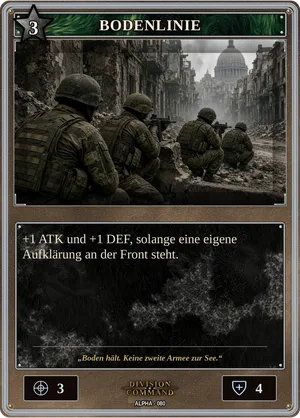 3
BODENLINIE
+1 ATK und +1 DEF, solange eine eigene
Aufklärung an der Front steht.
„Boden hält. Keine zweite Armee zur See.“
3
DIVISION
COMMAND
ALPHA · 080
4